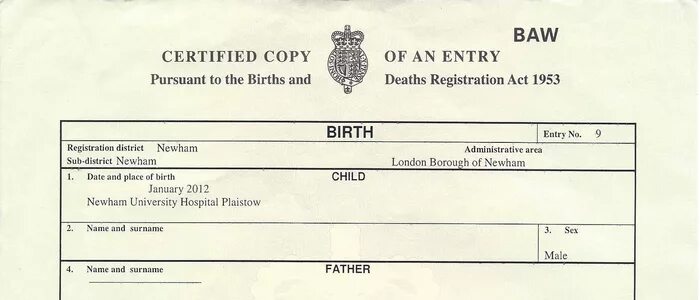 BAW
CERTIFIED COPY OF AN ENTRY
Pursuant to the Births and Deaths Registration Act 1953
BIRTH Entry No. 9
Registration district Newham Administrative area
Sub-district Newham London Borough of Newham
1. Date and place of birth CHILD
January 2012
Newham University Hospital Plaistow
2. Name and surname 3. Sex
Male
4. Name and surname FATHER